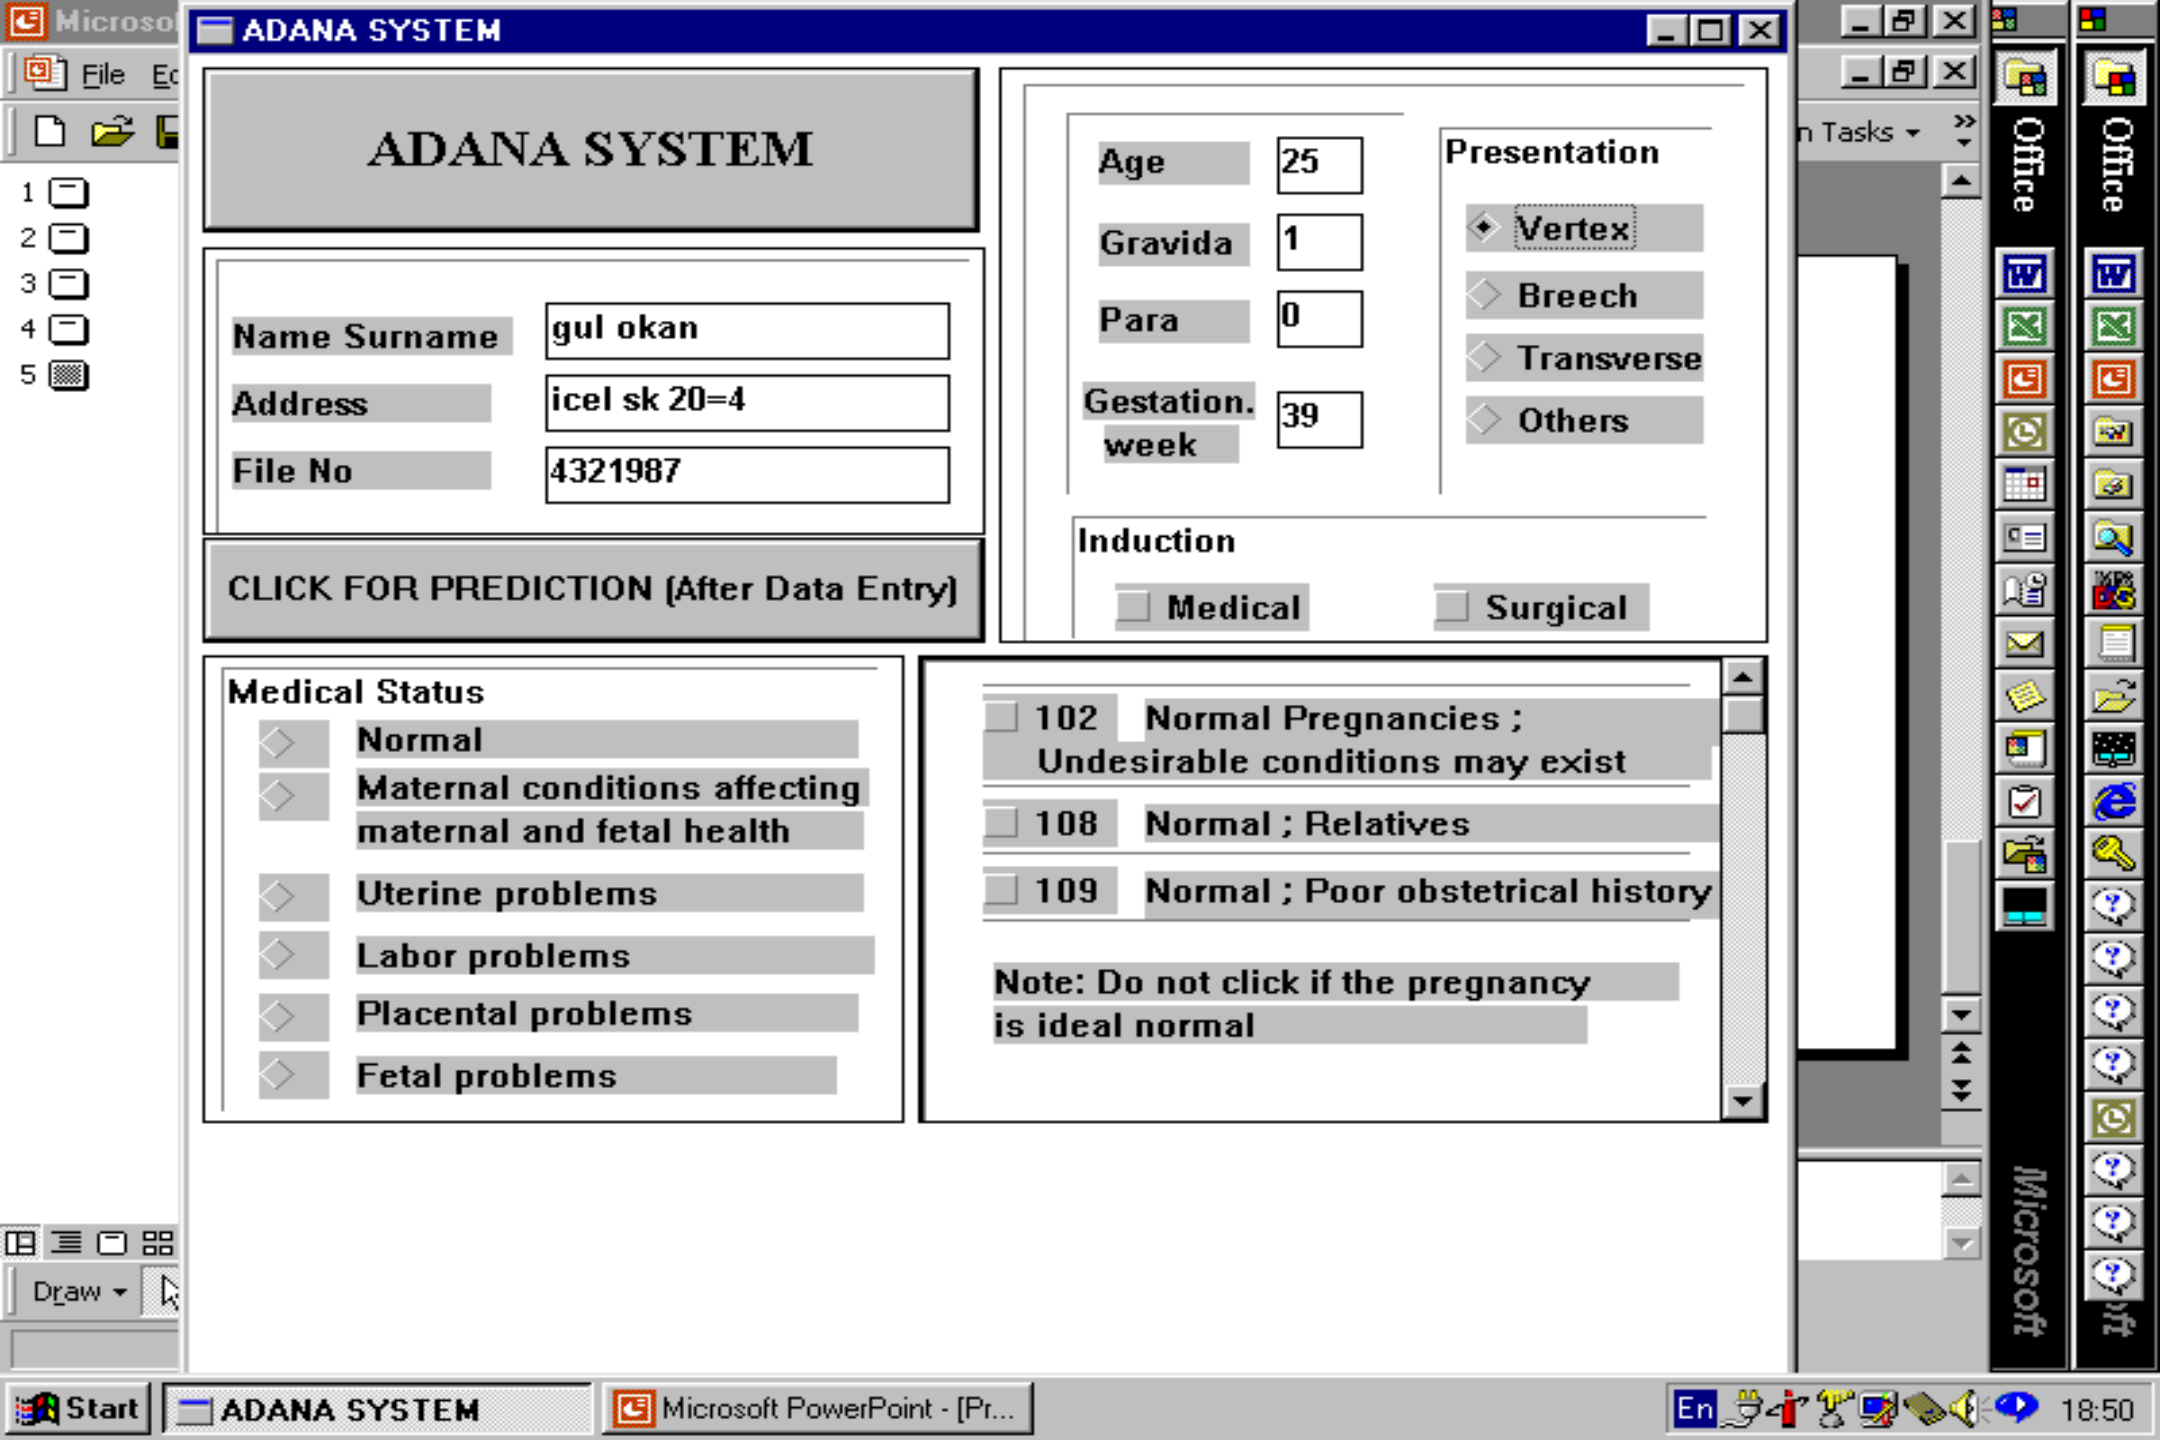 Microsof
ADANA SYSTEM
File
Ed
n Tasks
1
2
3
4
5
ADANA SYSTEM
Name Surname
gul okan
Address
icel sk 20=4
File No
4321987
CLICK FOR PREDICTION (After Data Entry)
Age
25
Gravida
1
Para
0
Gestation.
week
39
Presentation
Vertex
Breech
Transverse
Others
Induction
Medical
Surgical
Medical Status
Normal
Maternal conditions affecting
maternal and fetal health
Uterine problems
Labor problems
Placental problems
Fetal problems
102 Normal Pregnancies ;
Undesirable conditions may exist
108 Normal ; Relatives
109 Normal ; Poor obstetrical history
Note: Do not click if the pregnancy
is ideal normal
Office
Office
Microsoft
Draw
Start
ADANA SYSTEM
Microsoft PowerPoint - [Pr...
En
18:50